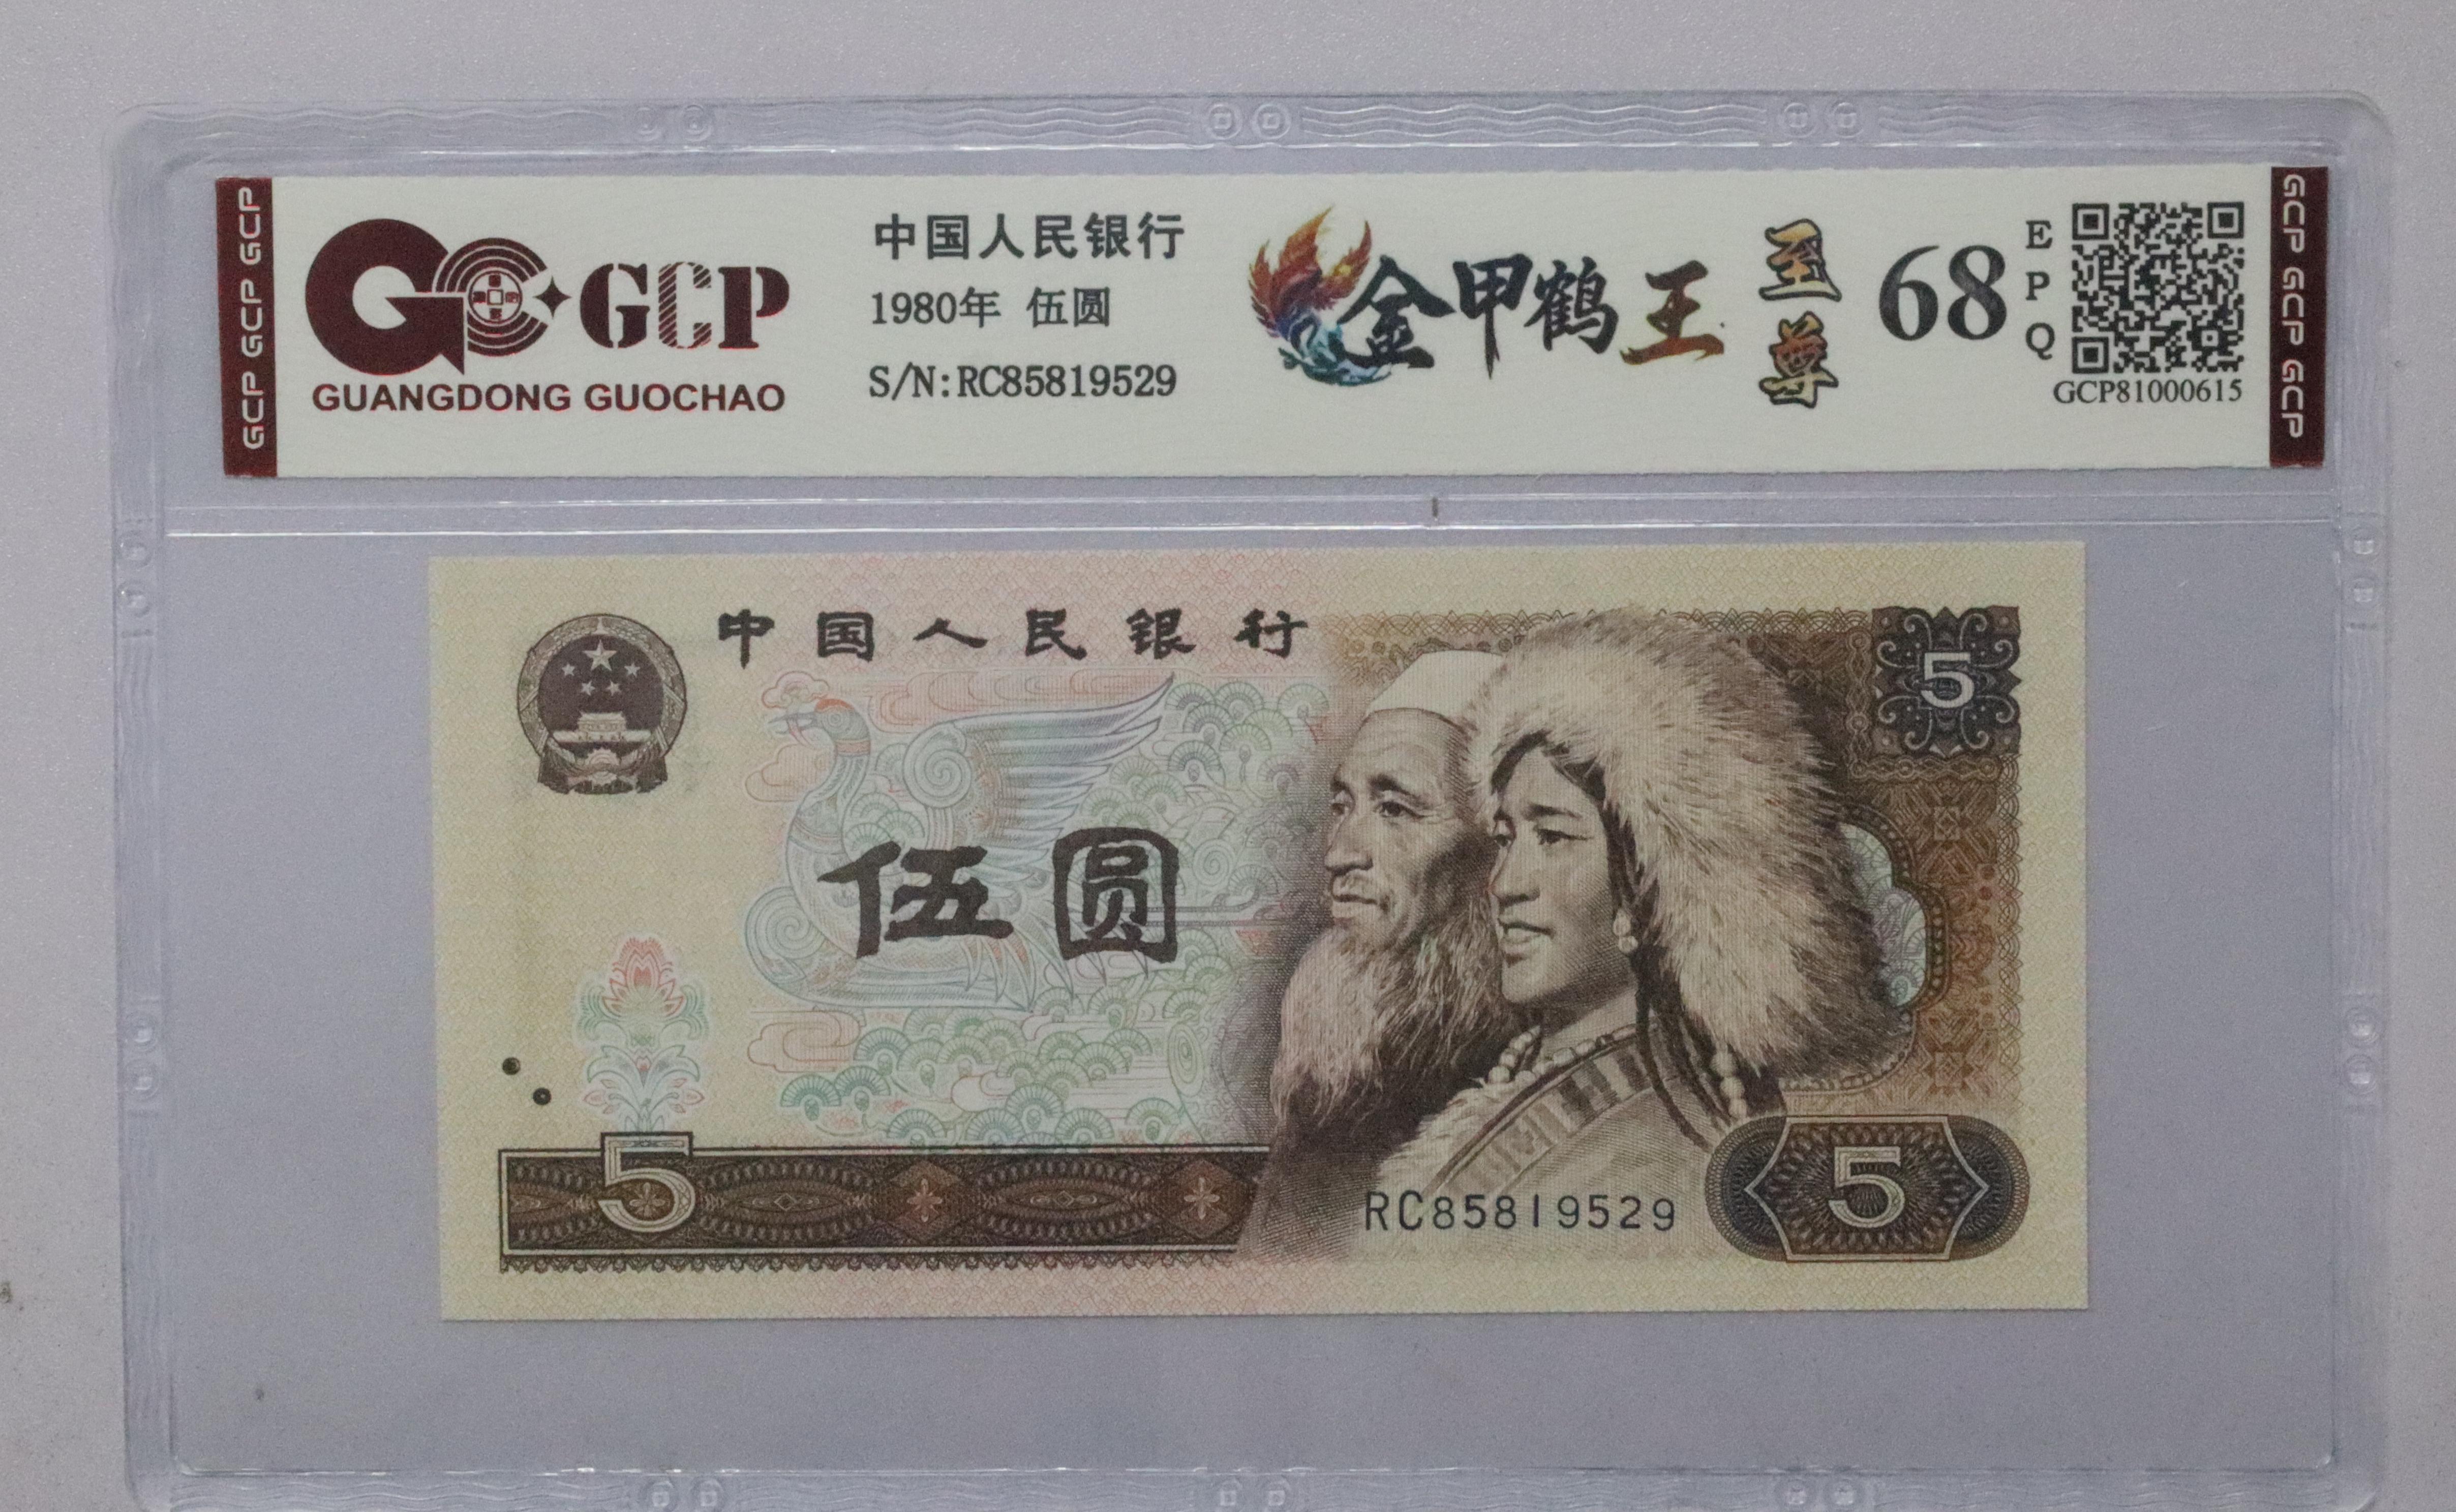 GCP GCP GCP
GCP
GUANGDONG GUOCHAO
中国人民银行
1980年 伍圆
S/N:RC85819529
金甲鹤王
至尊
68
EPQ
GCP81000615
GCP GCP GCP
中国人民银行
5
伍圆
5
RC85819529
5